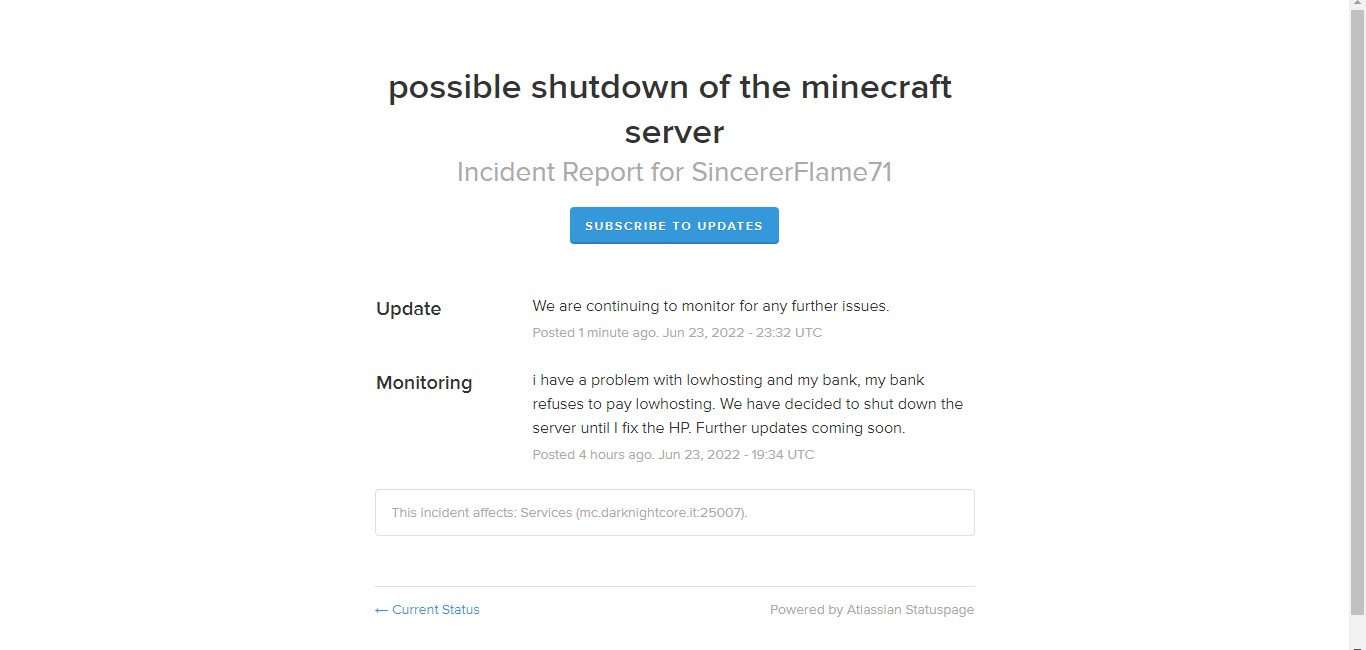 possible shutdown of the minecraft
server
Incident Report for SincererFlame71
SUBSCRIBE TO UPDATES
Update
We are continuing to monitor for any further issues.
Posted 1 minute ago. Jun 23, 2022 - 23:32 UTC
Monitoring
i have a problem with lowhosting and my bank, my bank
refuses to pay lowhosting. We have decided to shut down the
server until I fix the HP. Further updates coming soon.
Posted 4 hours ago. Jun 23, 2022 - 19:34 UTC
This incident affects: Services (mc.darknightcore.it:25007).
← Current Status
Powered by Atlassian Statuspage